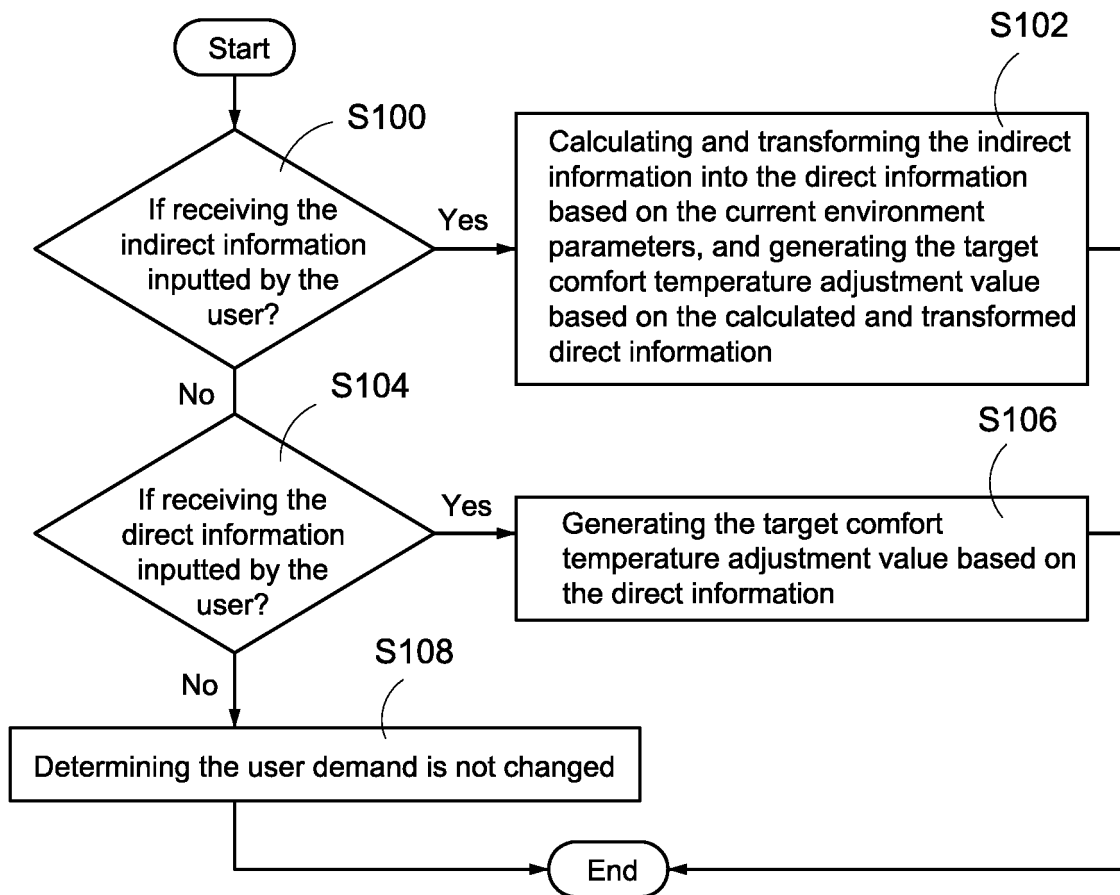 Start
S100
If receiving the
indirect information
inputted by the
user?
Yes
S102
Calculating and transforming the indirect
information into the direct information
based on the current environment
parameters, and generating the target
comfort temperature adjustment value
based on the calculated and transformed
direct information
No
S104
If receiving the
direct information
inputted by the
user?
Yes
S106
Generating the target comfort
temperature adjustment value based on
the direct information
No
S108
Determining the user demand is not changed
End